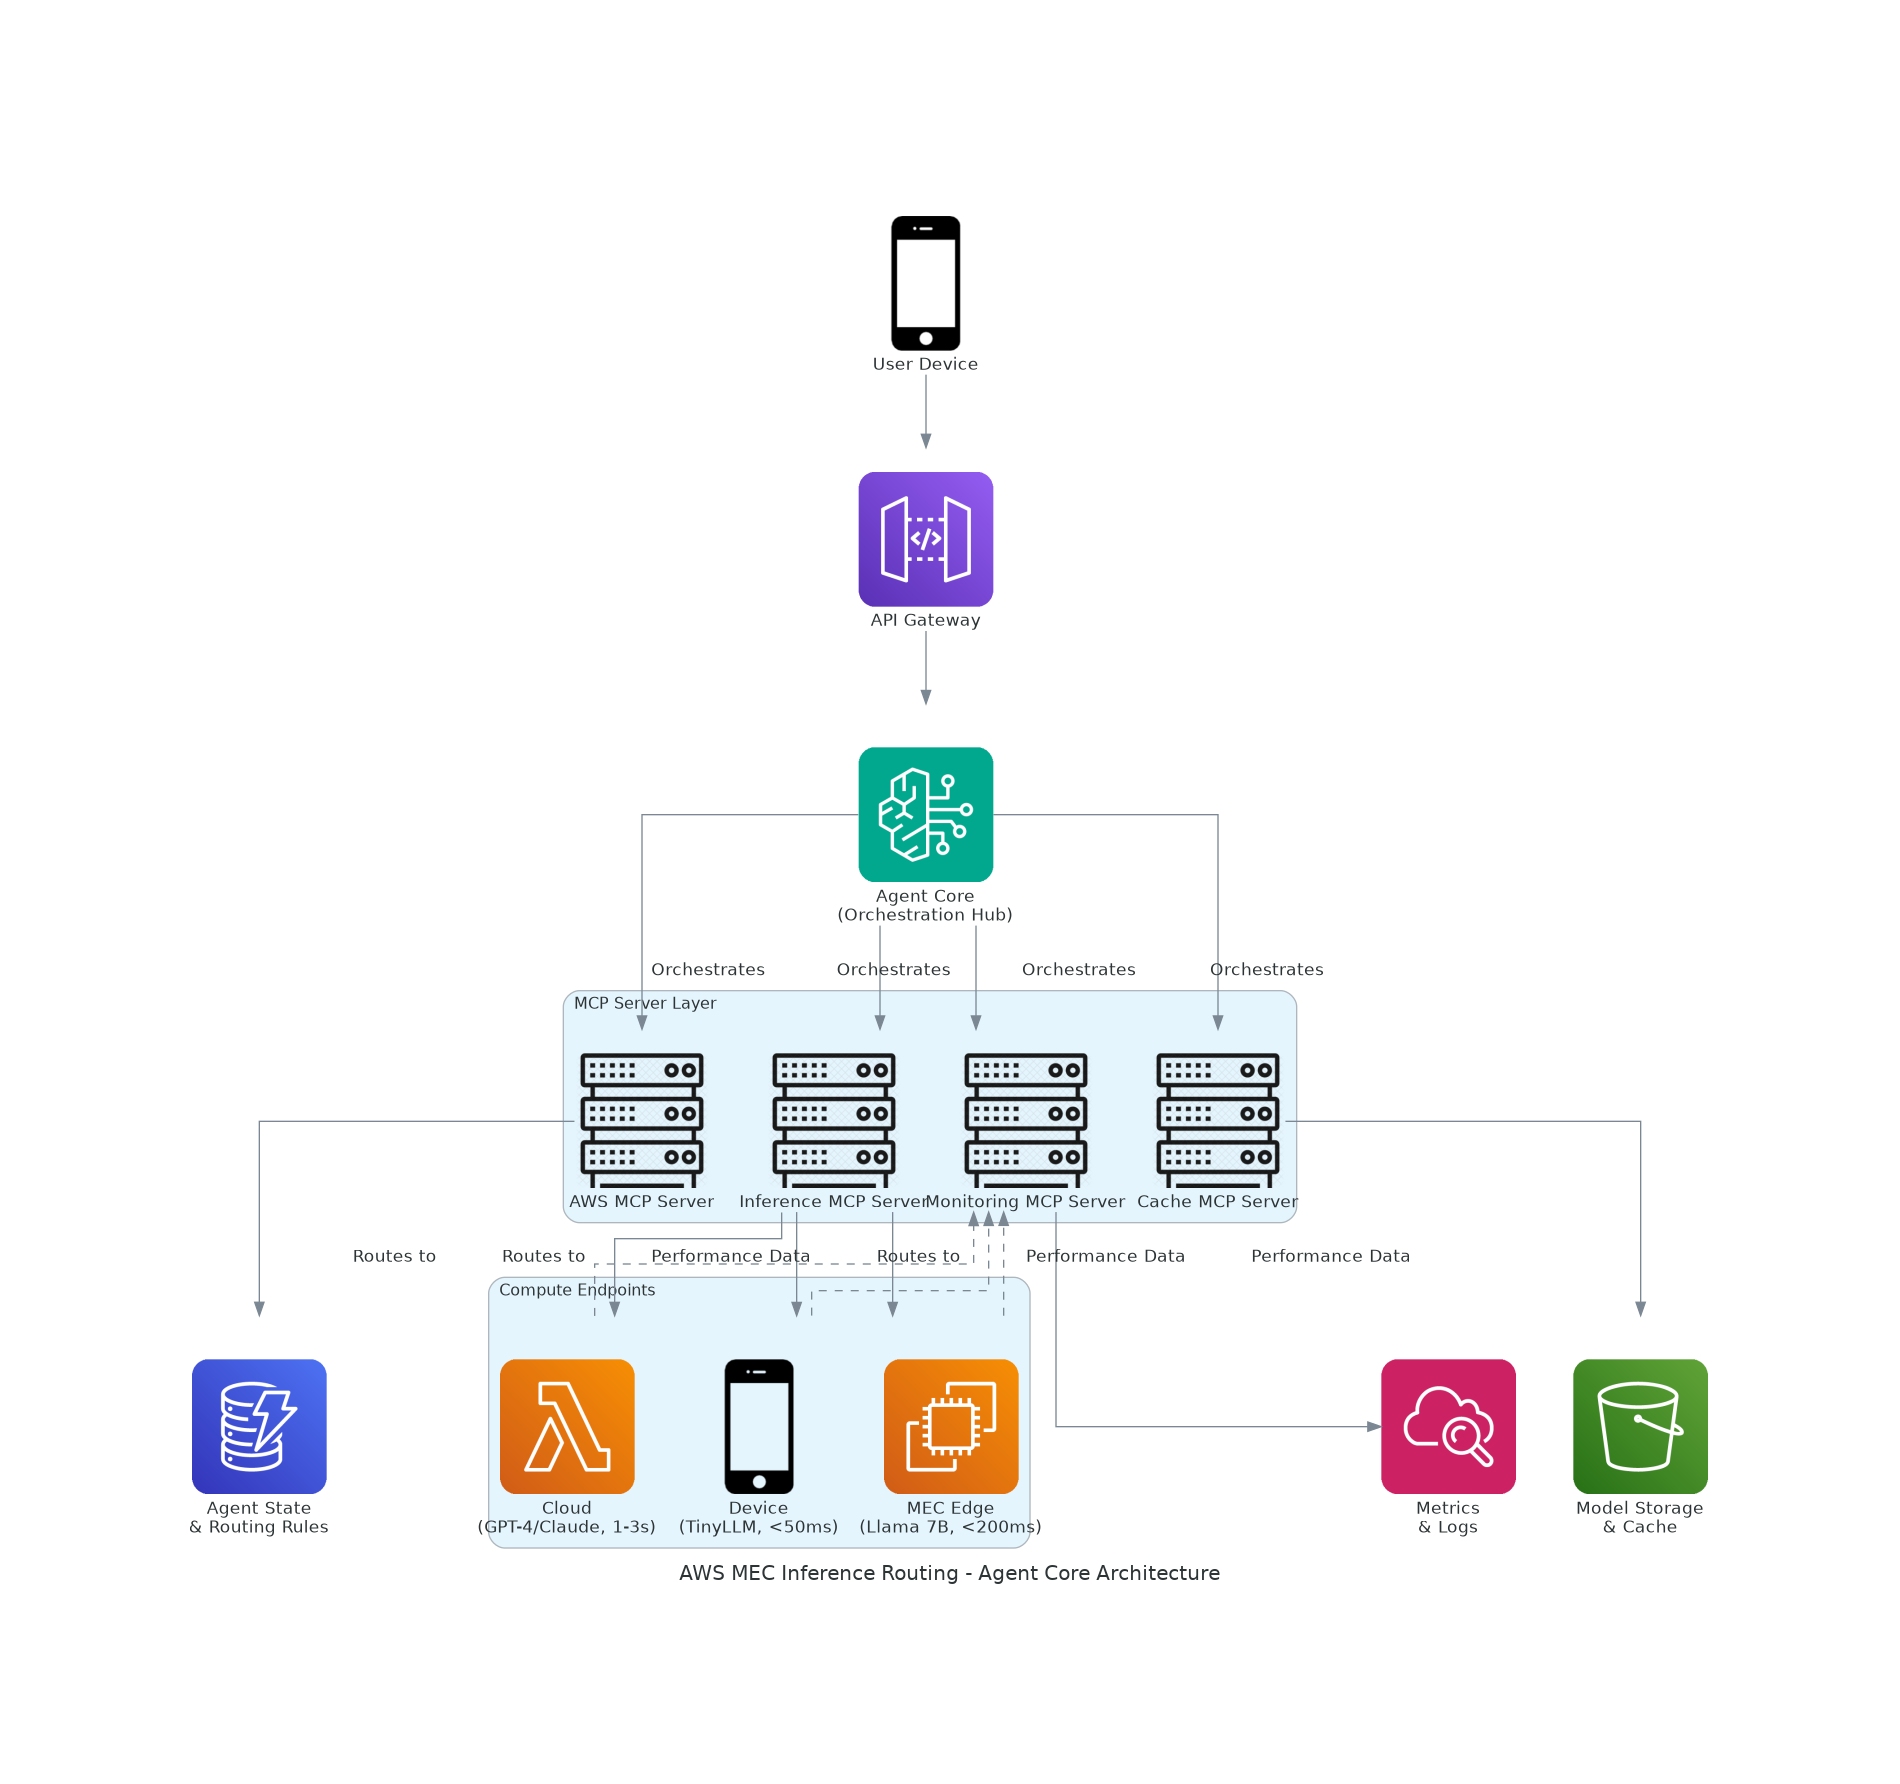 User Device
API Gateway
Agent Core
(Orchestration Hub)
Orchestrates
Orchestrates
Orchestrates
Orchestrates
MCP Server Layer
AWS MCP Server
Inference MCP Server
Monitoring MCP Server
Cache MCP Server
Routes to
Routes to
Performance Data
Routes to
Performance Data
Performance Data
Compute Endpoints
Agent State
& Routing Rules
Cloud
(GPT-4/Claude, 1-3s)
Device
(TinyLLM, <50ms)
MEC Edge
(Llama 7B, <200ms)
Metrics
& Logs
Model Storage
& Cache
AWS MEC Inference Routing - Agent Core Architecture